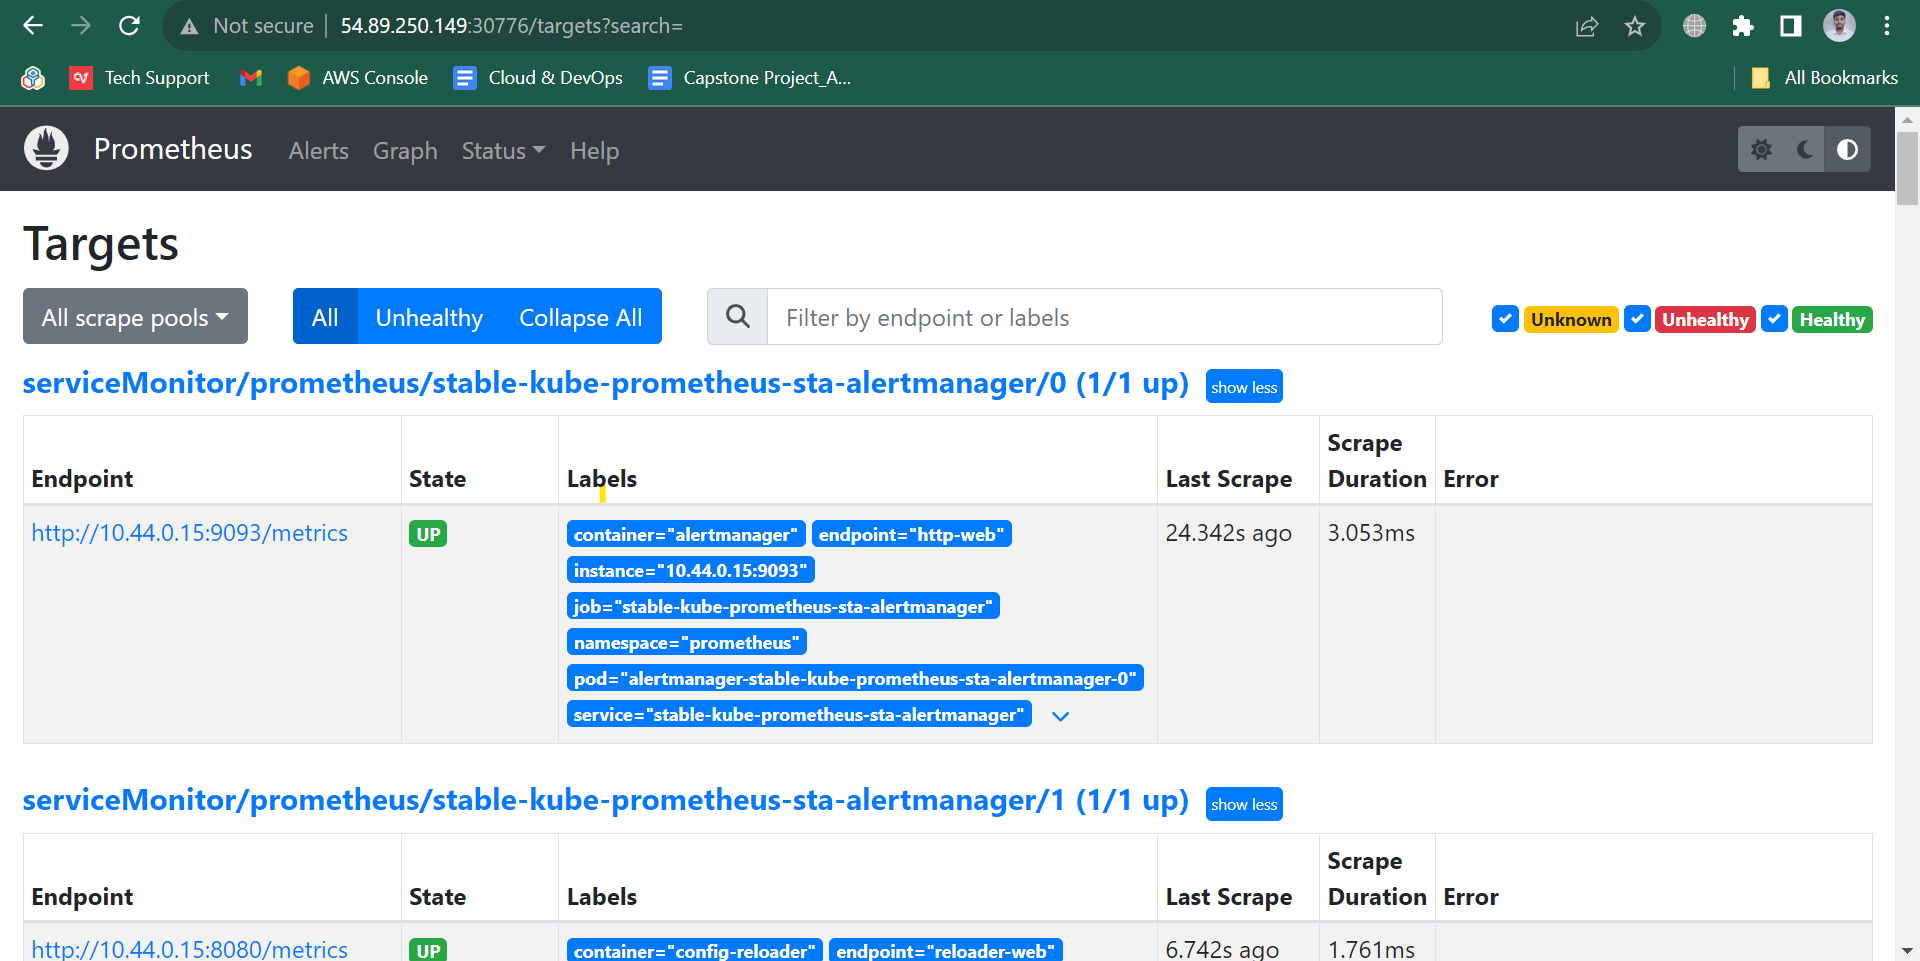 Not secure 54.89.250.149:30776/targets?search=
Tech Support AWS Console Cloud & DevOps Capstone Project_A... All Bookmarks
Prometheus Alerts Graph Status Help
Targets
All scrape pools All Unhealthy Collapse All Filter by endpoint or labels Unknown Unhealthy Healthy
serviceMonitor/prometheus/stable-kube-prometheus-sta-alertmanager/0 (1/1 up) show less
Endpoint State Labels Last Scrape Scrape Duration Error
http://10.44.0.15:9093/metrics UP container="alertmanager" endpoint="http-web" 24.342s ago 3.053ms
instance="10.44.0.15:9093"
job="stable-kube-prometheus-sta-alertmanager"
namespace="prometheus"
pod="alertmanager-stable-kube-prometheus-sta-alertmanager-0"
service="stable-kube-prometheus-sta-alertmanager"
serviceMonitor/prometheus/stable-kube-prometheus-sta-alertmanager/1 (1/1 up) show less
Endpoint State Labels Last Scrape Scrape Duration Error
http://10.44.0.15:8080/metrics UP container="config-reloader" endpoint="reloader-web" 6.742s ago 1.761ms